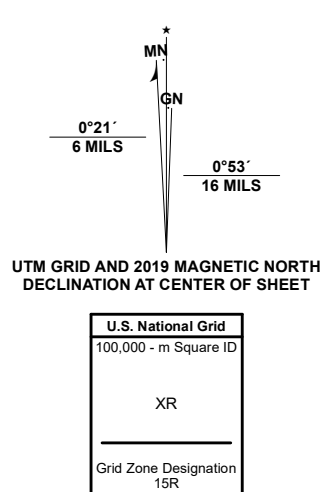 MN
GN
0°21´
6 MILS
0°53´
16 MILS
UTM GRID AND 2019 MAGNETIC NORTH
DECLINATION AT CENTER OF SHEET
U.S. National Grid
100,000 - m Square ID
XR
Grid Zone Designation
15R